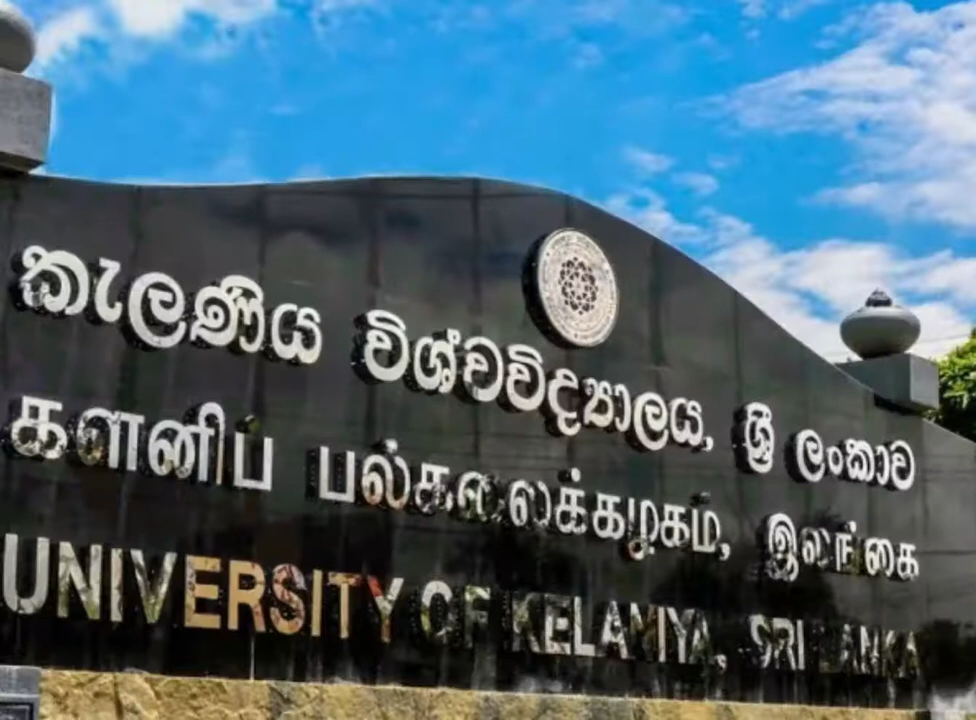 කැලණිය විශ්වවිද්‍යාලය, ශ්‍රී ලංකාව
களனிப பல்கலைக்கழகம், இலங்கை
UNIVERSITY OF KELANIYA, SRI LANKA